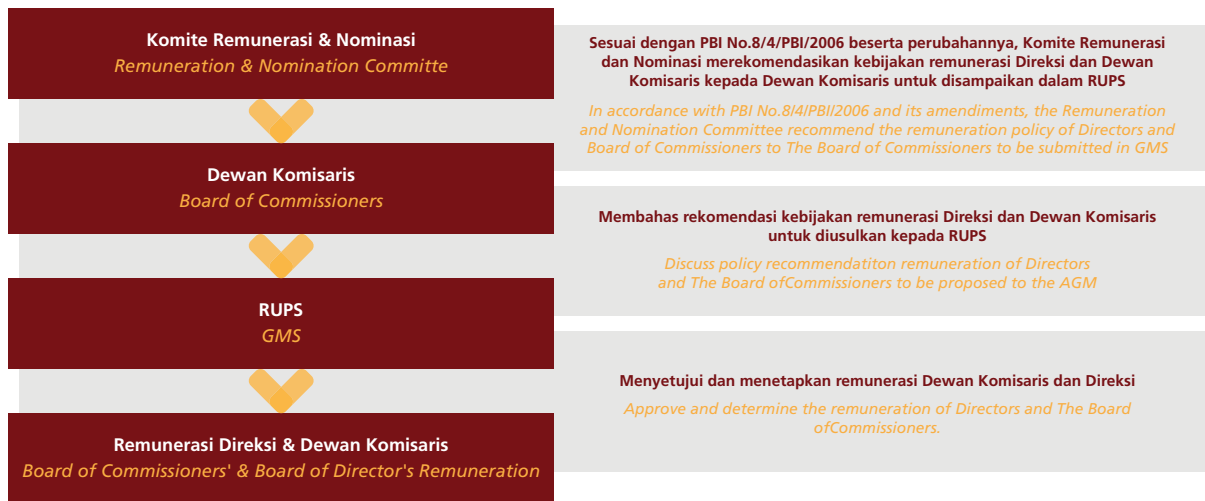 Komite Remunerasi & Nominasi
Remuneration & Nomination Committe
Sesuai dengan PBI No.8/4/PBI/2006 beserta perubahannya, Komite Remunerasi
dan Nominasi merekomendasikan kebijakan remunerasi Direksi dan Dewan
Komisaris kepada Dewan Komisaris untuk disampaikan dalam RUPS
In accordance with PBI No.8/4/PBI/2006 and its amendments, the Remuneration
and Nomination Committee recommend the remuneration policy of Directors and
Board of Commissioners to The Board of Commissioners to be submitted in GMS
Dewan Komisaris
Board of Commissioners
Membahas rekomendasi kebijakan remunerasi Direksi dan Dewan Komisaris
untuk diusulkan kepada RUPS
Discuss policy recommendatiton remuneration of Directors
and The Board ofCommissioners to be proposed to the AGM
RUPS
GMS
Menyetujui dan menetapkan remunerasi Dewan Komisaris dan Direksi
Approve and determine the remuneration of Directors and The Board
ofCommissioners.
Remunerasi Direksi & Dewan Komisaris
Board of Commissioners' & Board of Director's Remuneration